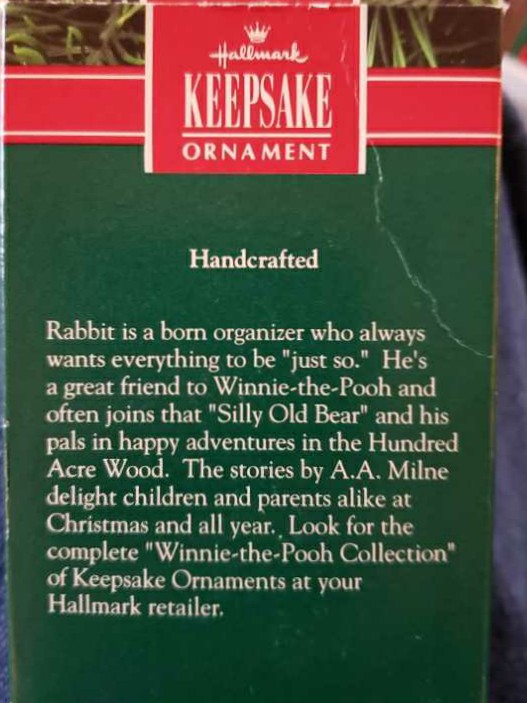 Hallmark
KEEPSAKE
ORNAMENT
Handcrafted
Rabbit is a born organizer who always
wants everything to be "just so." He's
a great friend to Winnie-the-Pooh and
often joins that "Silly Old Bear" and his
pals in happy adventures in the Hundred
Acre Wood. The stories by A.A. Milne
delight children and parents alike at
Christmas and all year. Look for the
complete "Winnie-the-Pooh Collection"
of Keepsake Ornaments at your
Hallmark retailer.